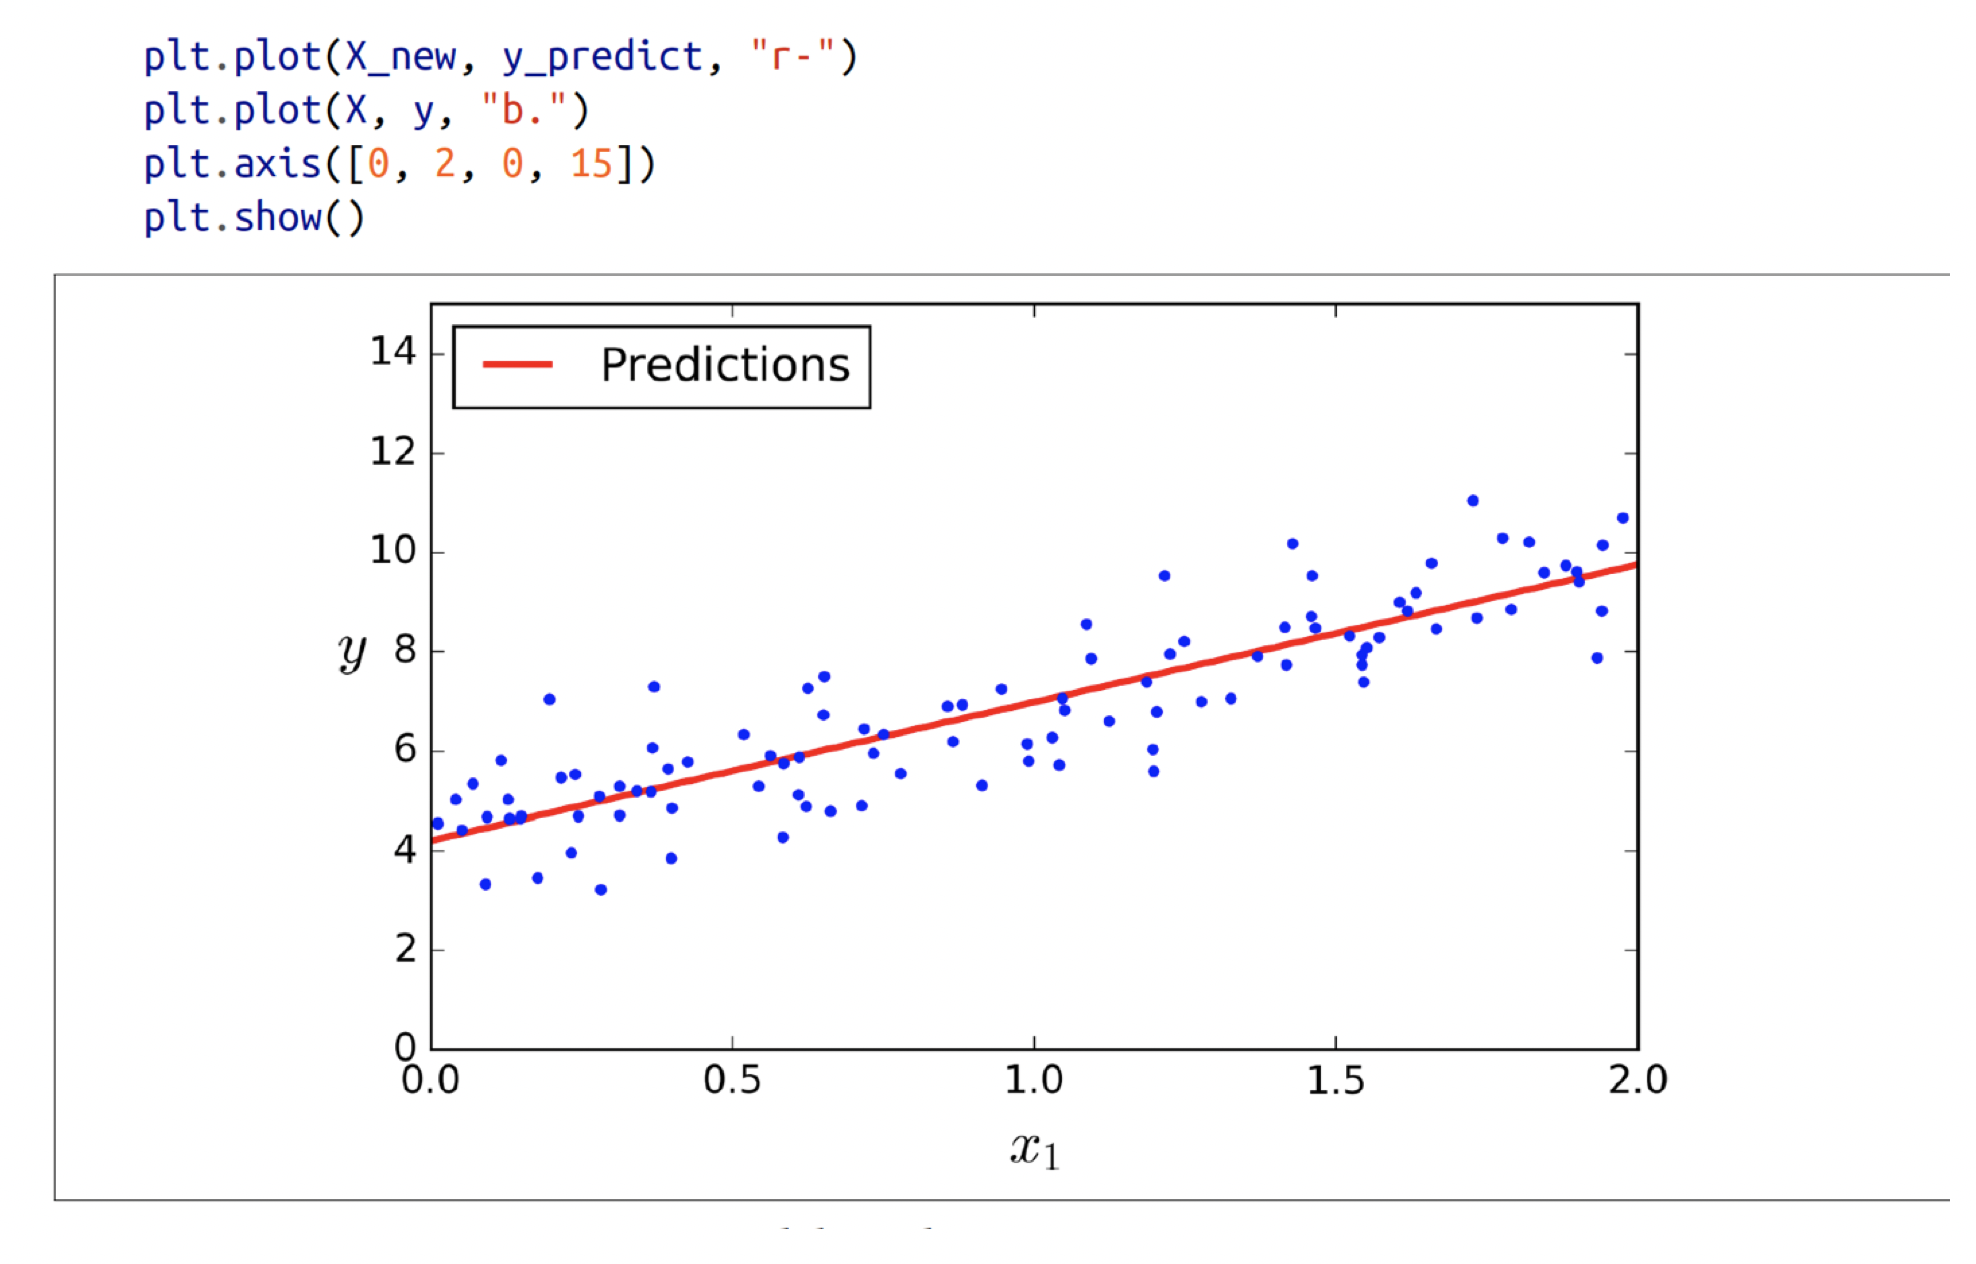 plt.plot(X_new, y_predict, "r-")
plt.plot(X, y, "b.")
plt.axis([0, 2, 0, 15])
plt.show()
Predictions
14
12
10
8
6
4
2
0
y
0.0 0.5 1.0 1.5 2.0
x₁